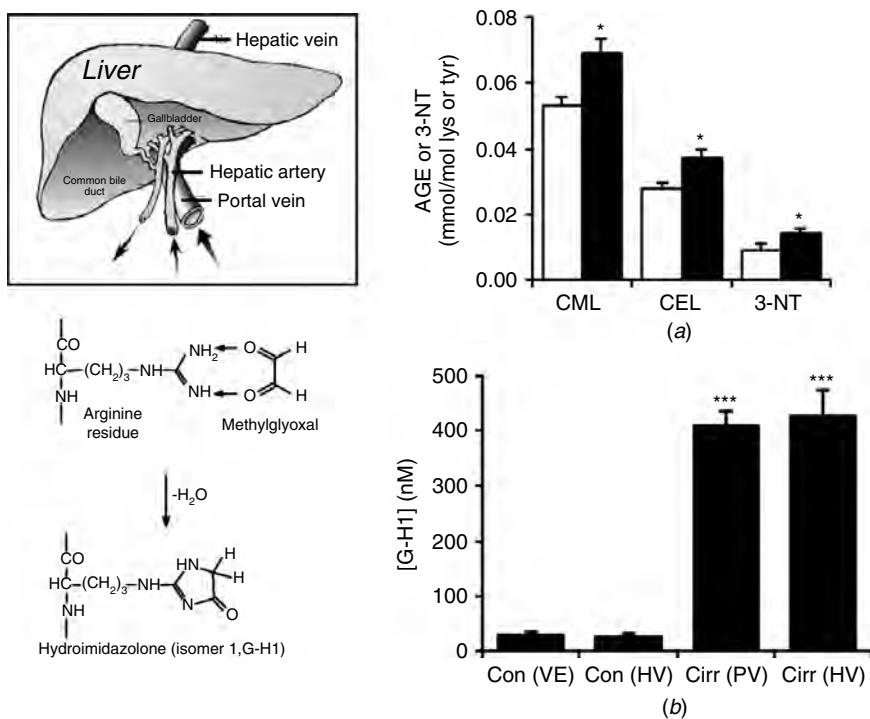 Hepatic vein
Liver
Gallbladder
Hepatic artery
Common bile
duct
Portal vein
CO
HC
(CH₂)₃
NH
NH₂
NH
NH
O
O
H
H
Arginine
residue
Methylglyoxal
-H₂O
CO
HC
(CH₂)₃
NH
NH
HN
N
H
H
O
Hydroimidazolone (isomer 1,G-H1)
AGE or 3-NT
(mmol/mol lys or tyr)
0.08
0.06
0.04
0.02
0.00
*
*
*
CML CEL 3-NT
(a)
[G-H1] (nM)
500
400
300
200
100
0
***
***
Con (VE) Con (HV) Cirr (PV) Cirr (HV)
(b)